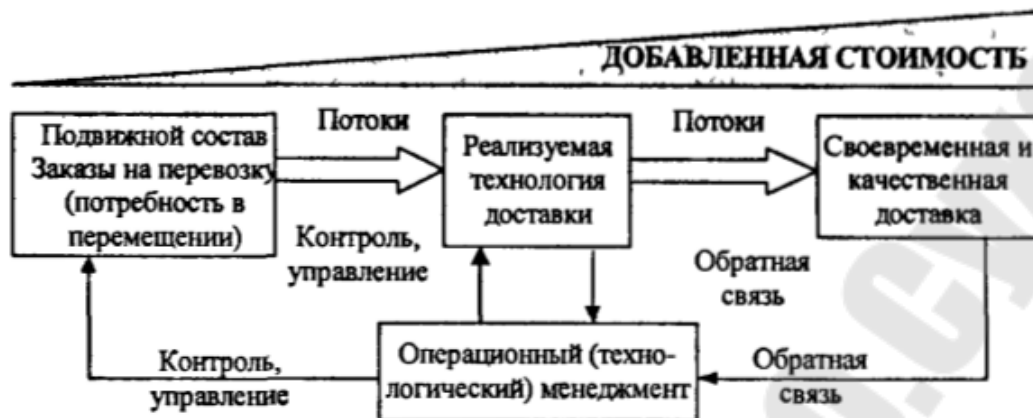 ДОБАВЛЕННАЯ СТОИМОСТЬ
Подвижной состав
Заказы на перевозку
(потребность в
перемещении)
Потоки
Реализуемая
технология
доставки
Потоки
Своевременная и
качественная
доставка
Контроль,
управление
Обратная
связь
Контроль,
управление
Операционный (техно-
логический) менеджмент
Обратная
связь